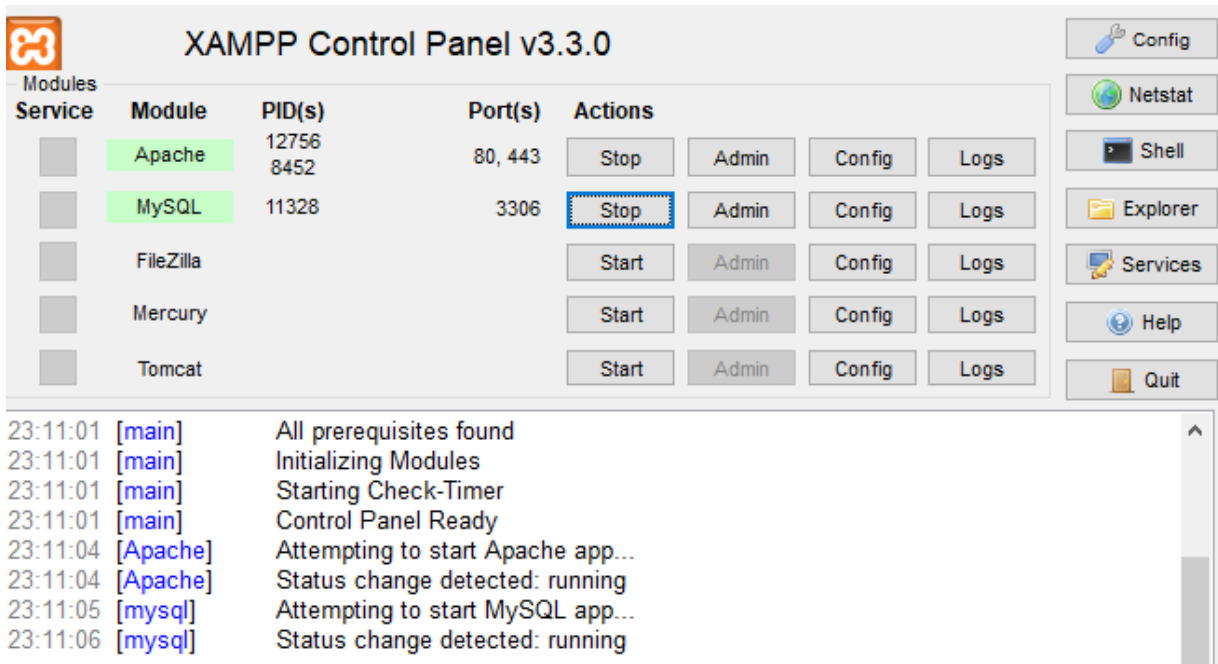 XAMPP Control Panel v3.3.0
Config
Modules
Netstat
Service Module PID(s) Port(s) Actions
Apache 12756 8452 80, 443 Stop Admin Config Logs
Shell
MySQL 11328 3306 Stop Admin Config Logs
Explorer
FileZilla Start Admin Config Logs
Services
Mercury Start Admin Config Logs
Help
Tomcat Start Admin Config Logs
Quit
23:11:01 [main] All prerequisites found
23:11:01 [main] Initializing Modules
23:11:01 [main] Starting Check-Timer
23:11:01 [main] Control Panel Ready
23:11:04 [Apache] Attempting to start Apache app...
23:11:04 [Apache] Status change detected: running
23:11:05 [mysql] Attempting to start MySQL app...
23:11:06 [mysql] Status change detected: running